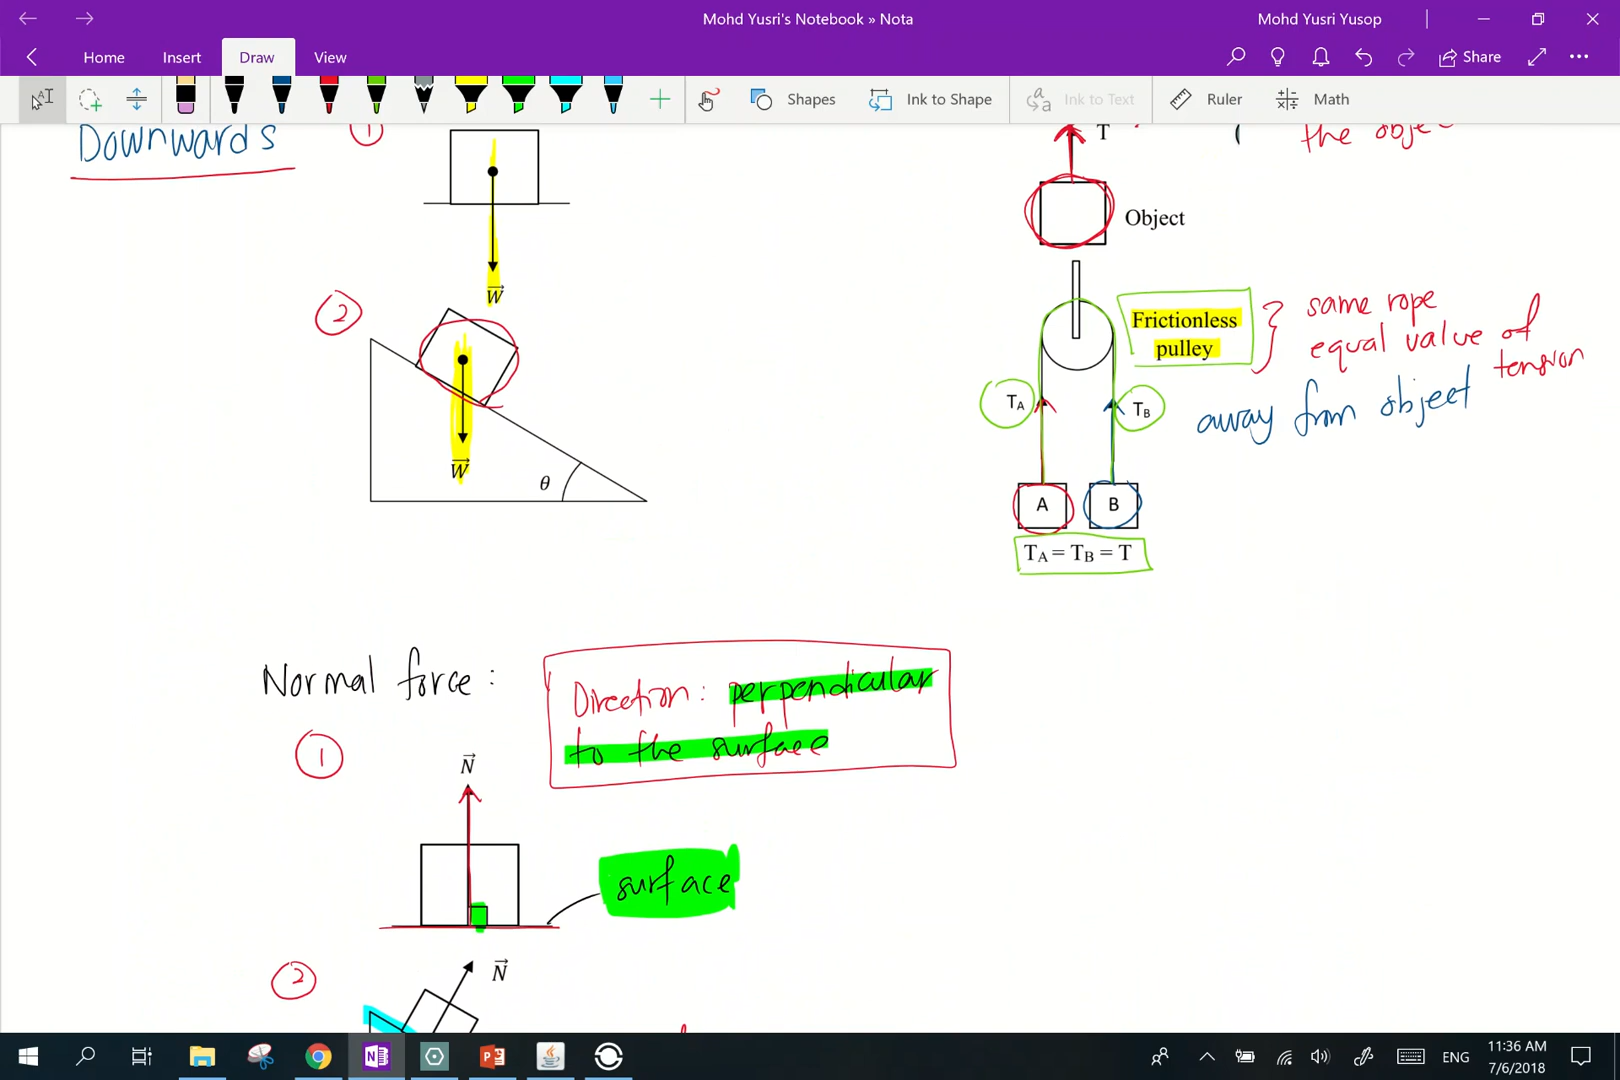 Mohd Yusri's Notebook » Nota
Mohd Yusri Yusop
Home
Insert
Draw
View
Share
Shapes
Ink to Shape
Ink to Text
Ruler
Math
Downwards
1
W
2
W
θ
T
the objec
Object
Frictionless
pulley
same rope
equal value of
tension
away from object
TA
TB
A
B
TA = TB = T
Normal force:
Direction: perpendicular
to the surface
1
N
surface
2
N
ENG
11:36 AM
7/6/2018